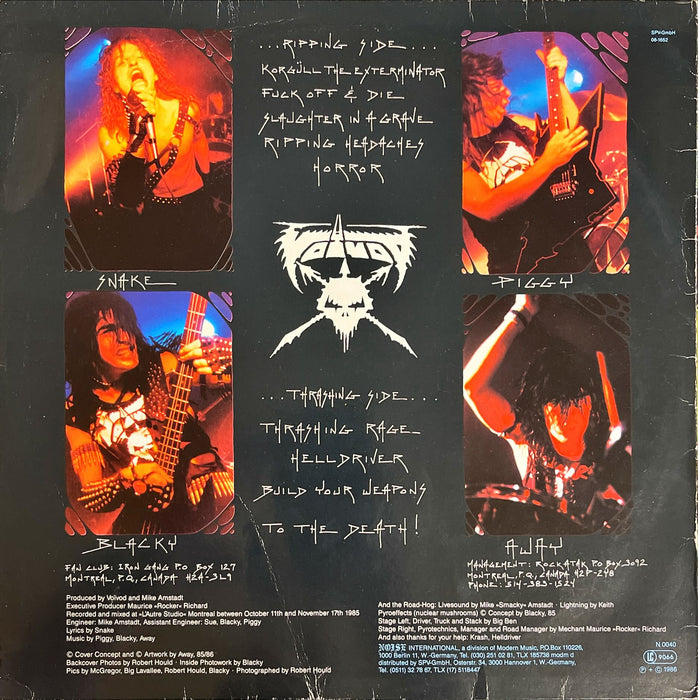 SPV-GmbH
08-1682
...RIPPING SIDE...
KORGÜLL THE EXTERMINATOR
FUCK OFF & DIE
SLAUGHTER IN A GRAVE
RIPPING HEADACHES
HORROR
SNAKE
PIGGY
VOIVOD
...THRASHING SIDE...
THRASHING RAGE
HELLDRIVER
BUILD YOUR WEAPONS
TO THE DEATH!
BLACKY
AWAY
FAN CLUB: IRON GANG P.O. BOX 127
MONTREAL, P.Q., CANADA H2A-3L9
MANAGEMENT: ROCK ATAK P.O BOX 3092
MONTREAL, P.Q., CANADA H2P-2Y8
PHONE: 514-383-1524
Produced by Voïvod and Mike Amstadt
Executive Producer Maurice »Rocker« Richard
Recorded and mixed at »L'Autre Studio« Montreal between October 11th and November 17th 1985
Engineer: Mike Amstadt, Assistant Engineer: Sue, Blacky, Piggy
Lyrics by Snake
Music by Piggy, Blacky, Away
© Cover Concept and © Artwork by Away, 85/86
Backcover Photos by Robert Hould · Inside Photowork by Blacky
Pics by McGregor, Big Lavallee, Robert Hould, Blacky · Photographed by Robert Hould
And the Road-Hog: Livesound by Mike »Smacky« Amstadt · Lightning by Keith
Pyroeffects (nuclear mushrooms) © Concept by Blacky, 85
Stage Left, Driver, Truck and Stack by Big Ben
Stage Right, Pyrotechnics, Manager and Road Manager by Mechant Maurice »Rocker« Richard
And also thanks for your help: Krash, Helldriver
NOISE INTERNATIONAL, a division of Modern Music, P.O.BOX 110226,
1000 Berlin 11, W.-Germany, Tel. (030) 251 02 81, TLX 185736 modm d
distributed by SPV-GmbH, Osterstr. 34, 3000 Hannover 1, W.-Germany,
Tel. (0511) 32 78 67, TLX (17) 5118447
N 0040
LC 9066
℗ © 1986